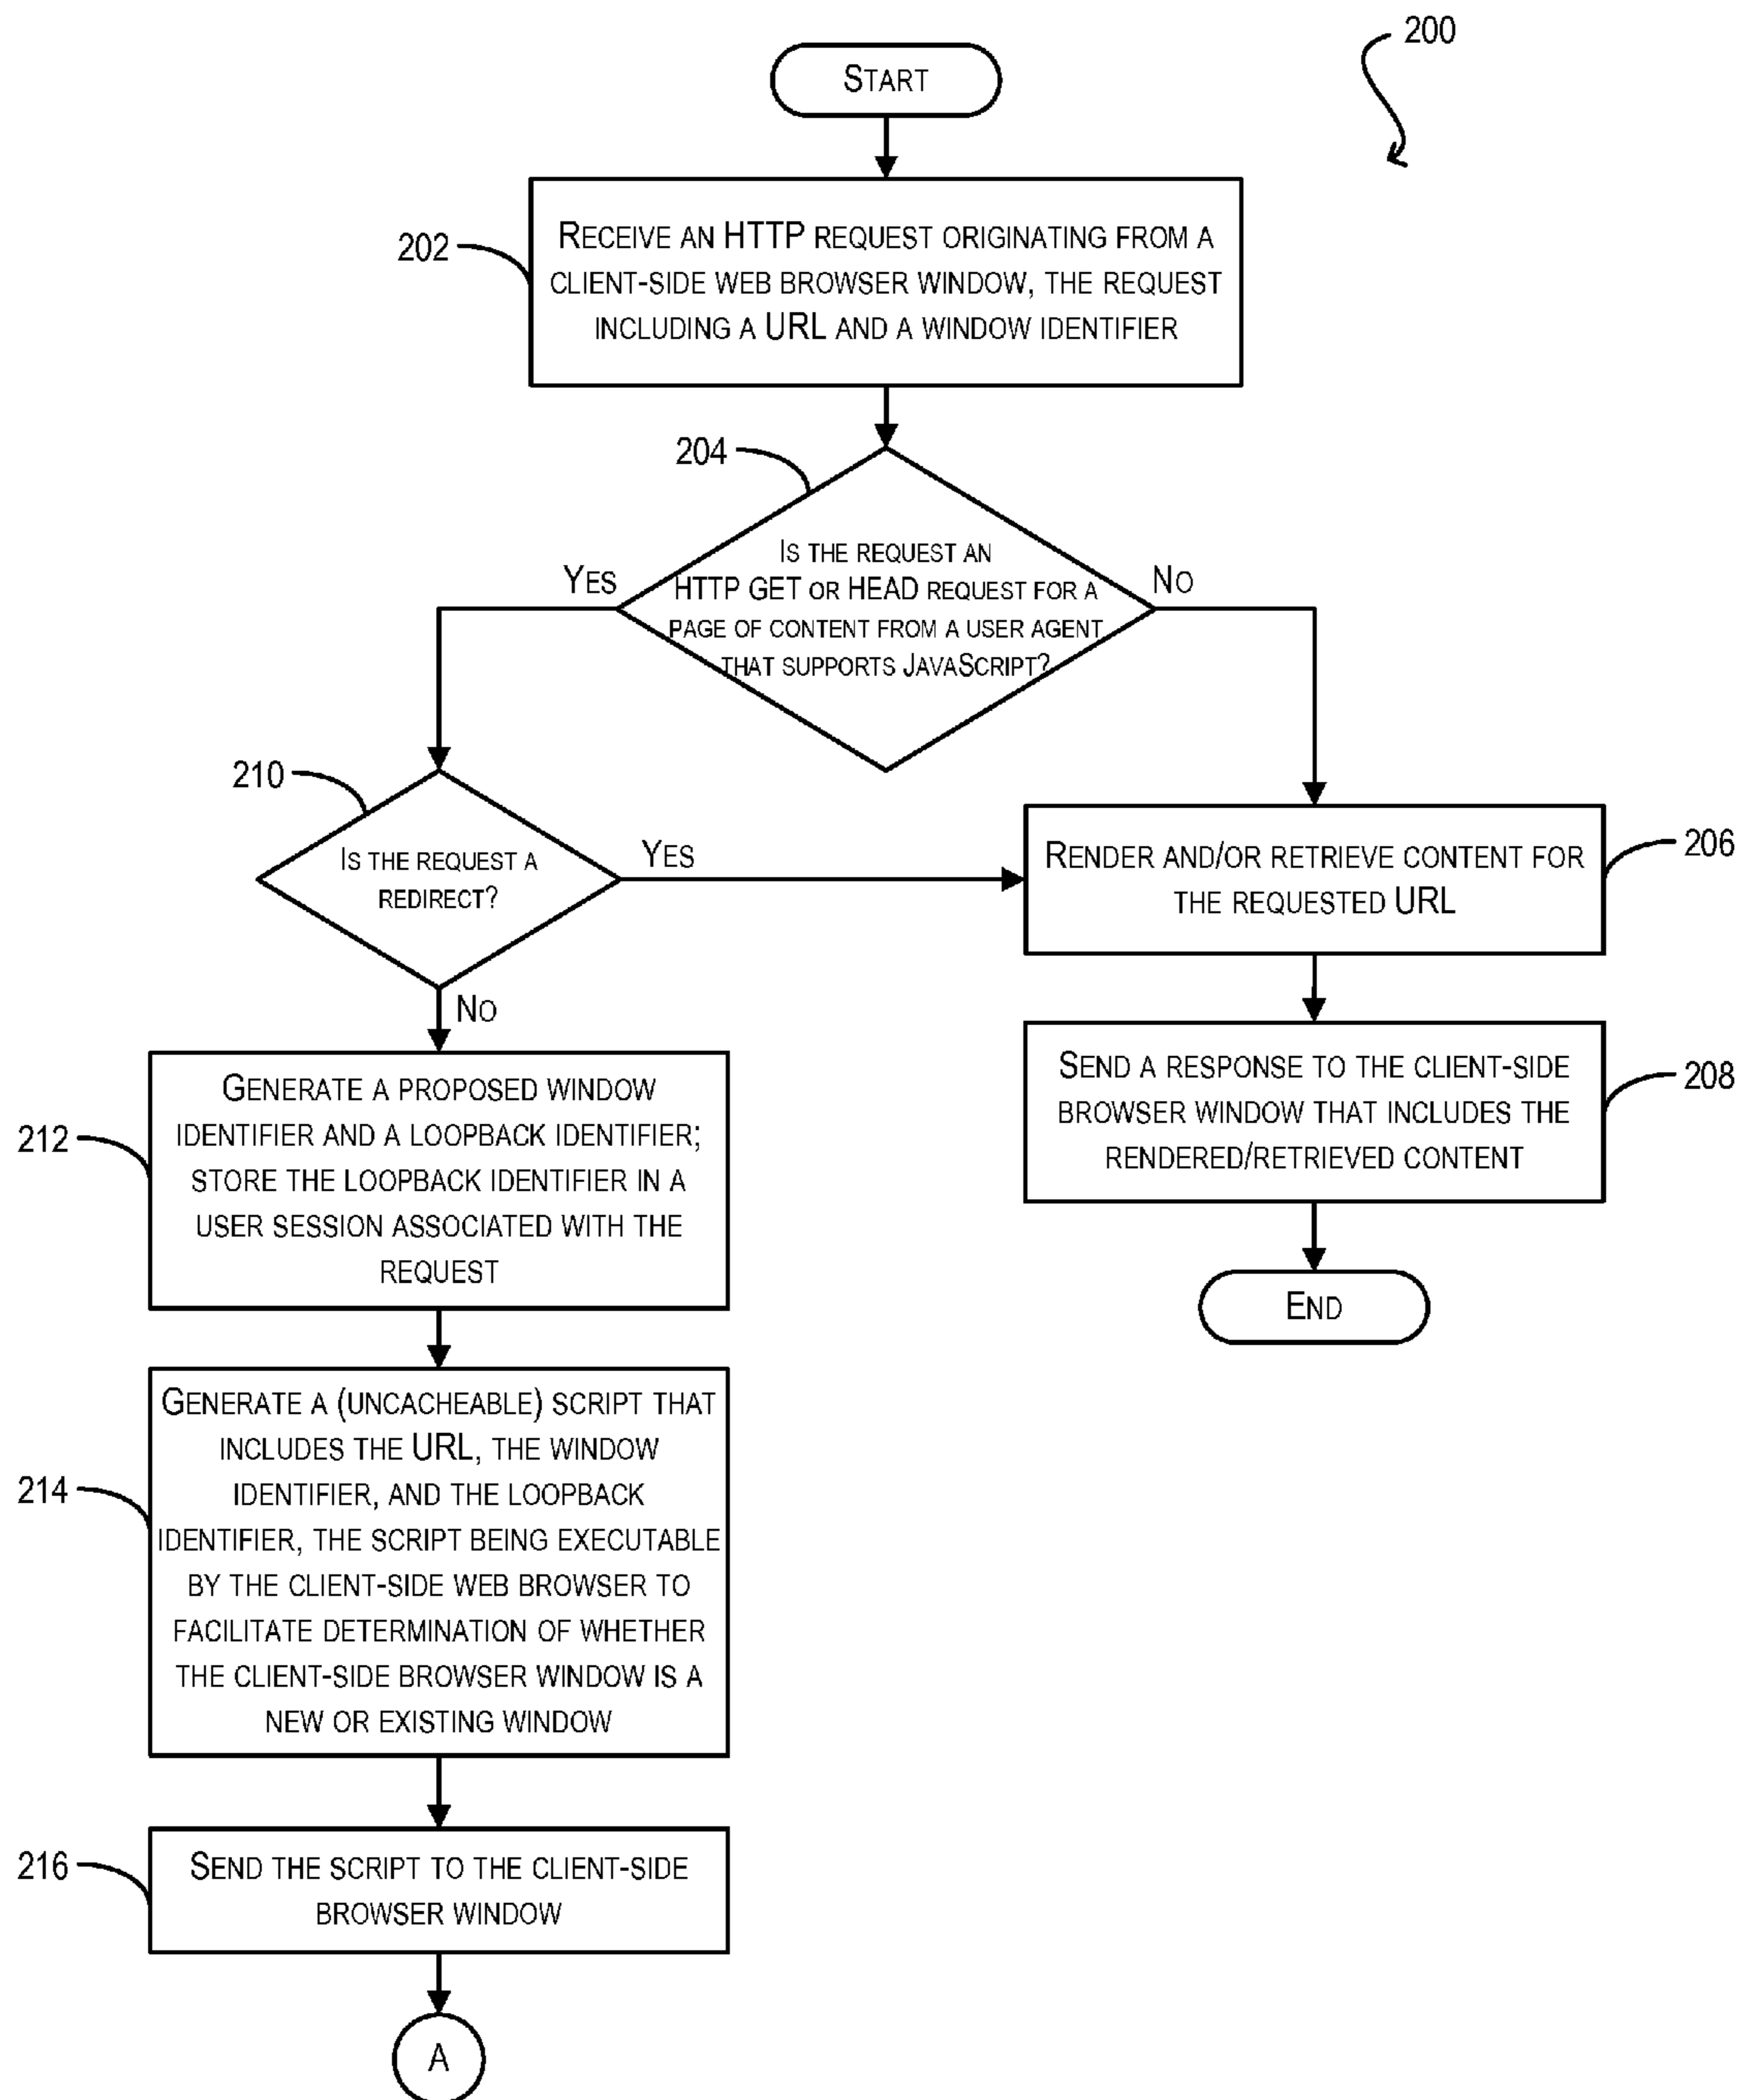 200
START
202
RECEIVE AN HTTP REQUEST ORIGINATING FROM A
CLIENT-SIDE WEB BROWSER WINDOW, THE REQUEST
INCLUDING A URL AND A WINDOW IDENTIFIER
204
IS THE REQUEST AN
HTTP GET OR HEAD REQUEST FOR A
PAGE OF CONTENT FROM A USER AGENT
THAT SUPPORTS JAVASCRIPT?
YES
NO
210
IS THE REQUEST A
REDIRECT?
YES
NO
206
RENDER AND/OR RETRIEVE CONTENT FOR
THE REQUESTED URL
208
SEND A RESPONSE TO THE CLIENT-SIDE
BROWSER WINDOW THAT INCLUDES THE
RENDERED/RETRIEVED CONTENT
END
212
GENERATE A PROPOSED WINDOW
IDENTIFIER AND A LOOPBACK IDENTIFIER;
STORE THE LOOPBACK IDENTIFIER IN A
USER SESSION ASSOCIATED WITH THE
REQUEST
214
GENERATE A (UNCACHEABLE) SCRIPT THAT
INCLUDES THE URL, THE WINDOW
IDENTIFIER, AND THE LOOPBACK
IDENTIFIER, THE SCRIPT BEING EXECUTABLE
BY THE CLIENT-SIDE WEB BROWSER TO
FACILITATE DETERMINATION OF WHETHER
THE CLIENT-SIDE BROWSER WINDOW IS A
NEW OR EXISTING WINDOW
216
SEND THE SCRIPT TO THE CLIENT-SIDE
BROWSER WINDOW
A